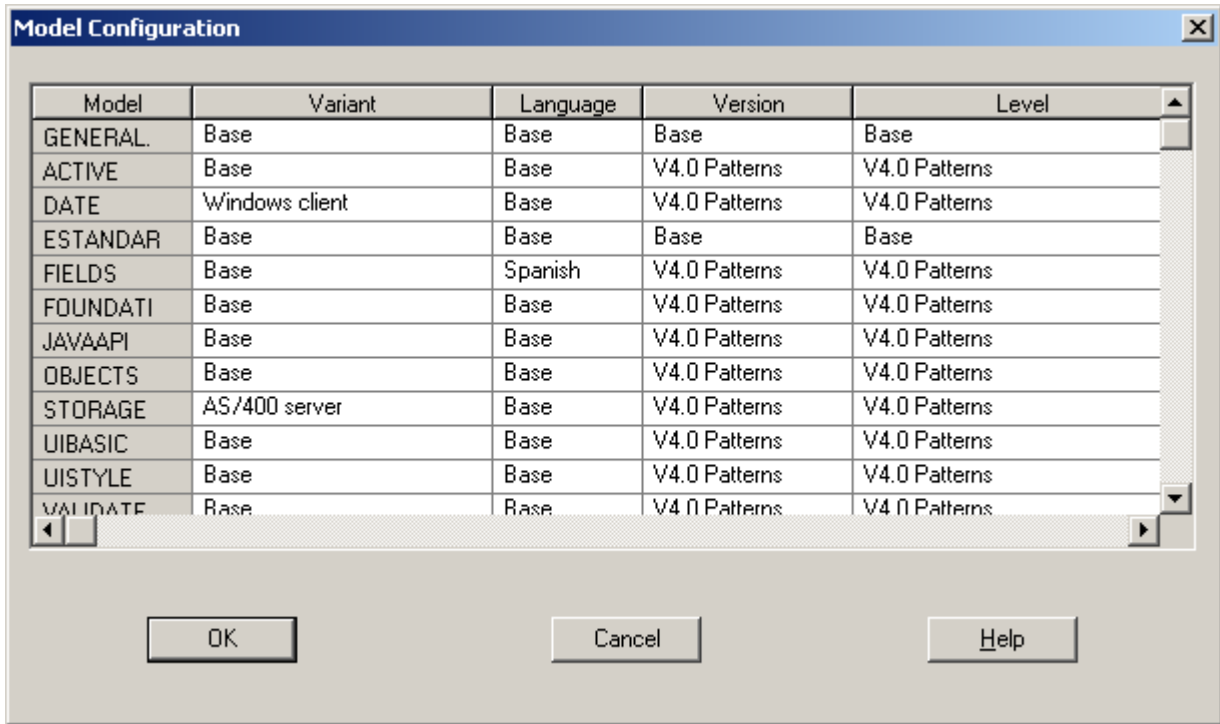 Model Configuration
Model Variant Language Version Level
GENERAL. Base Base Base Base
ACTIVE Base Base V4.0 Patterns V4.0 Patterns
DATE Windows client Base V4.0 Patterns V4.0 Patterns
ESTANDAR Base Base Base Base
FIELDS Base Spanish V4.0 Patterns V4.0 Patterns
FOUNDATI Base Base V4.0 Patterns V4.0 Patterns
JAVAAPI Base Base V4.0 Patterns V4.0 Patterns
OBJECTS Base Base V4.0 Patterns V4.0 Patterns
STORAGE AS/400 server Base V4.0 Patterns V4.0 Patterns
UIBASIC Base Base V4.0 Patterns V4.0 Patterns
UISTYLE Base Base V4.0 Patterns V4.0 Patterns
VALIDATE Base Base V4.0 Patterns V4.0 Patterns
OK Cancel Help